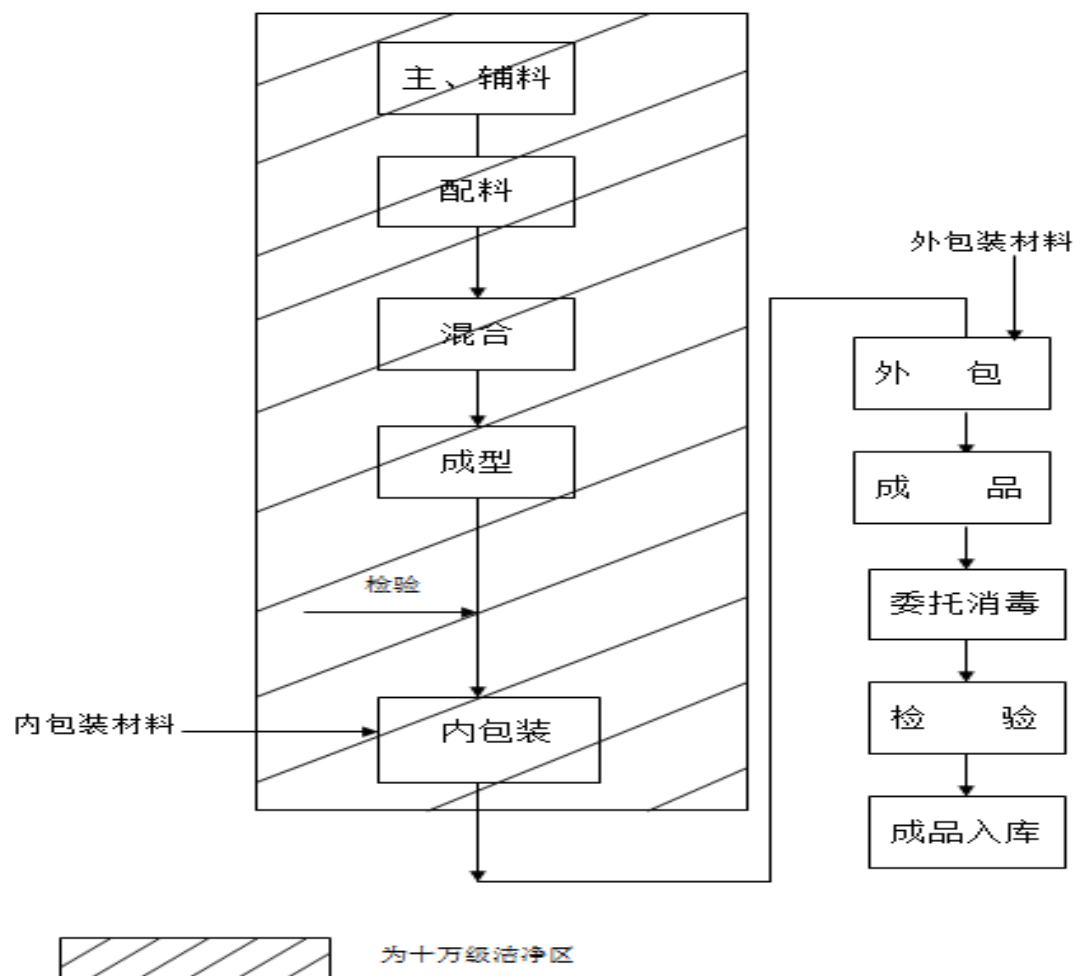 主、辅料
配料
混合
成型
检验
内包装材料
内包装
外包装材料
外 包
成 品
委托消毒
检 验
成品入库
为十万级洁净区